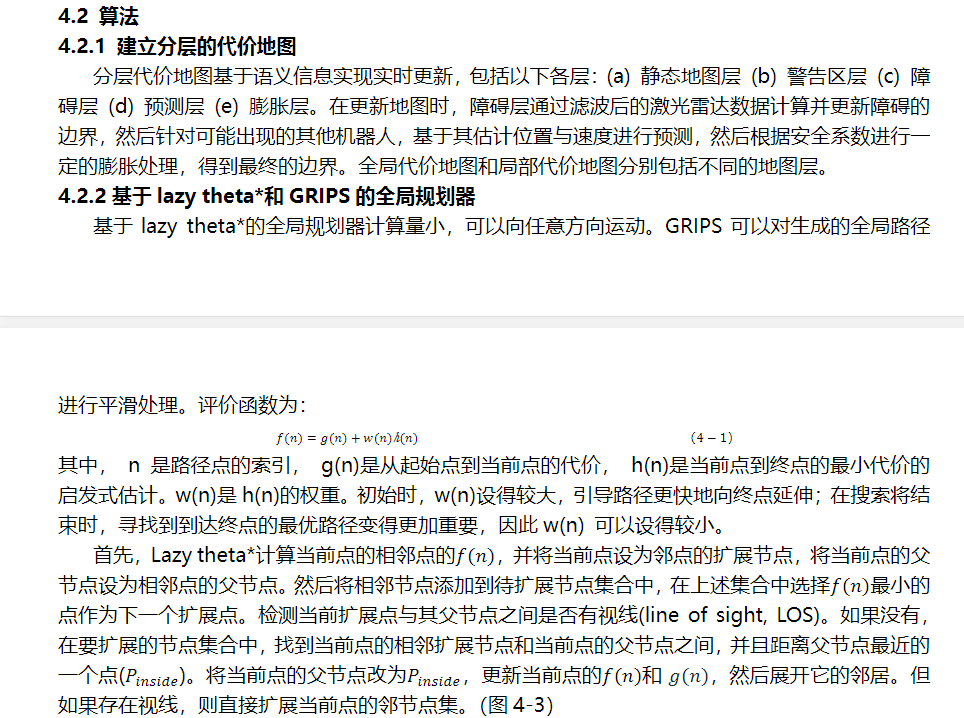 4.2 算法
4.2.1 建立分层的代价地图
分层代价地图基于语义信息实现实时更新，包括以下各层：(a) 静态地图层 (b) 警告区层 (c) 障
碍层 (d) 预测层 (e) 膨胀层。在更新地图时，障碍层通过滤波后的激光雷达数据计算并更新障碍的
边界，然后针对可能出现的其他机器人，基于其估计位置与速度进行预测，然后根据安全系数进行一
定的膨胀处理，得到最终的边界。全局代价地图和局部代价地图分别包括不同的地图层。
4.2.2 基于 lazy theta*和 GRIPS 的全局规划器
基于 lazy theta*的全局规划器计算量小，可以向任意方向运动。GRIPS 可以对生成的全局路径
进行平滑处理。评价函数为：
f(n) = g(n) + w(n)h(n) (4 − 1)
其中， n 是路径点的索引， g(n)是从起始点到当前点的代价， h(n)是当前点到终点的最小代价的
启发式估计。w(n)是 h(n)的权重。初始时，w(n)设得较大，引导路径更快地向终点延伸；在搜索将结
束时，寻找到到达终点的最优路径变得更加重要，因此 w(n) 可以设得较小。
首先，Lazy theta*计算当前点的相邻点的f(n)，并将当前点设为邻点的扩展节点，将当前点的父
节点设为相邻点的父节点。然后将相邻节点添加到待扩展节点集合中，在上述集合中选择f(n)最小的
点作为下一个扩展点。检测当前扩展点与其父节点之间是否有视线(line of sight, LOS)。如果没有，
在要扩展的节点集合中，找到当前点的相邻扩展节点和当前点的父节点之间，并且距离父节点最近的
一个点(P_inside)。将当前点的父节点改为P_inside，更新当前点的f(n)和 g(n)，然后展开它的邻居。但
如果存在视线，则直接扩展当前点的邻节点集。（图 4-3）